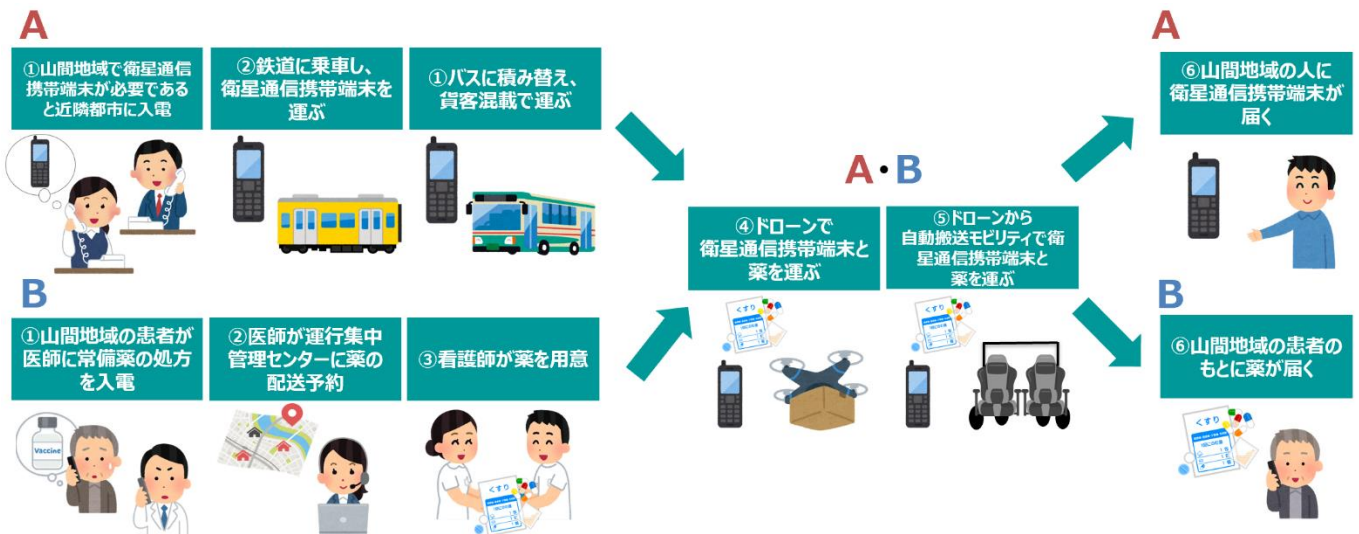 A
①山間地域で衛星通信
携帯端末が必要である
と近隣都市に入電
②鉄道に乗車し、
衛星通信携帯端末を
運ぶ
①バスに積み替え、
貨客混載で運ぶ
B
①山間地域の患者が
医師に常備薬の処方
を入電
Vaccine
②医師が運行集中
管理センターに薬の
配送予約
③看護師が薬を用意
くすり
A・B
④ドローンで
衛星通信携帯端末と
薬を運ぶ
くすり
⑤ドローンから
自動搬送モビリティで衛
星通信携帯端末と
薬を運ぶ
くすり
A
⑥山間地域の人に
衛星通信携帯端末が
届く
B
⑥山間地域の患者の
もとに薬が届く
くすり